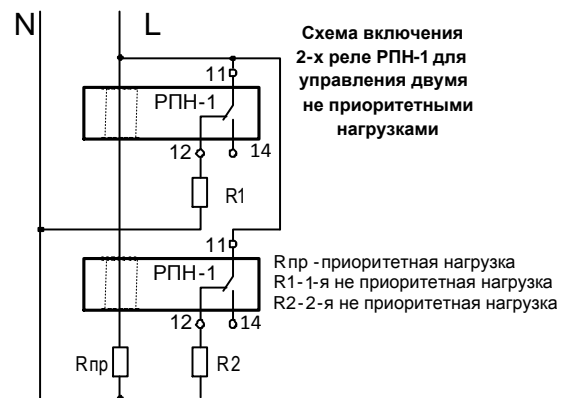 N
L
Схема включения
2-х реле РПН-1 для
управления двумя
не приоритетными
нагрузками
11
РПН-1
12
14
R1
11
РПН-1
12
14
Rпр - приоритетная нагрузка
R1-1-я не приоритетная нагрузка
R2-2-я не приоритетная нагрузка
Rпр
R2